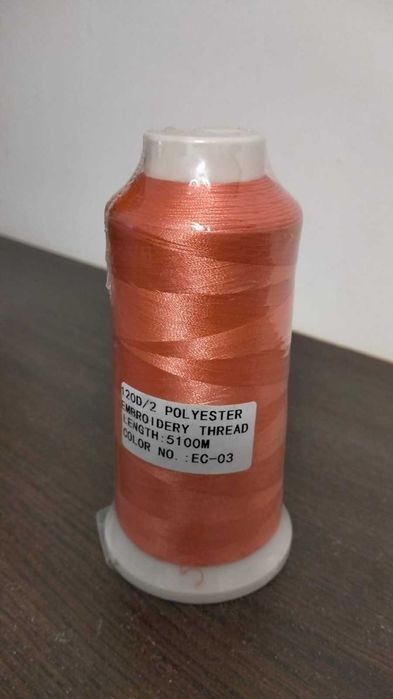 120D/2 POLYESTER
EMBROIDERY THREAD
LENGTH:5100M
COLOR NO.:EC-03